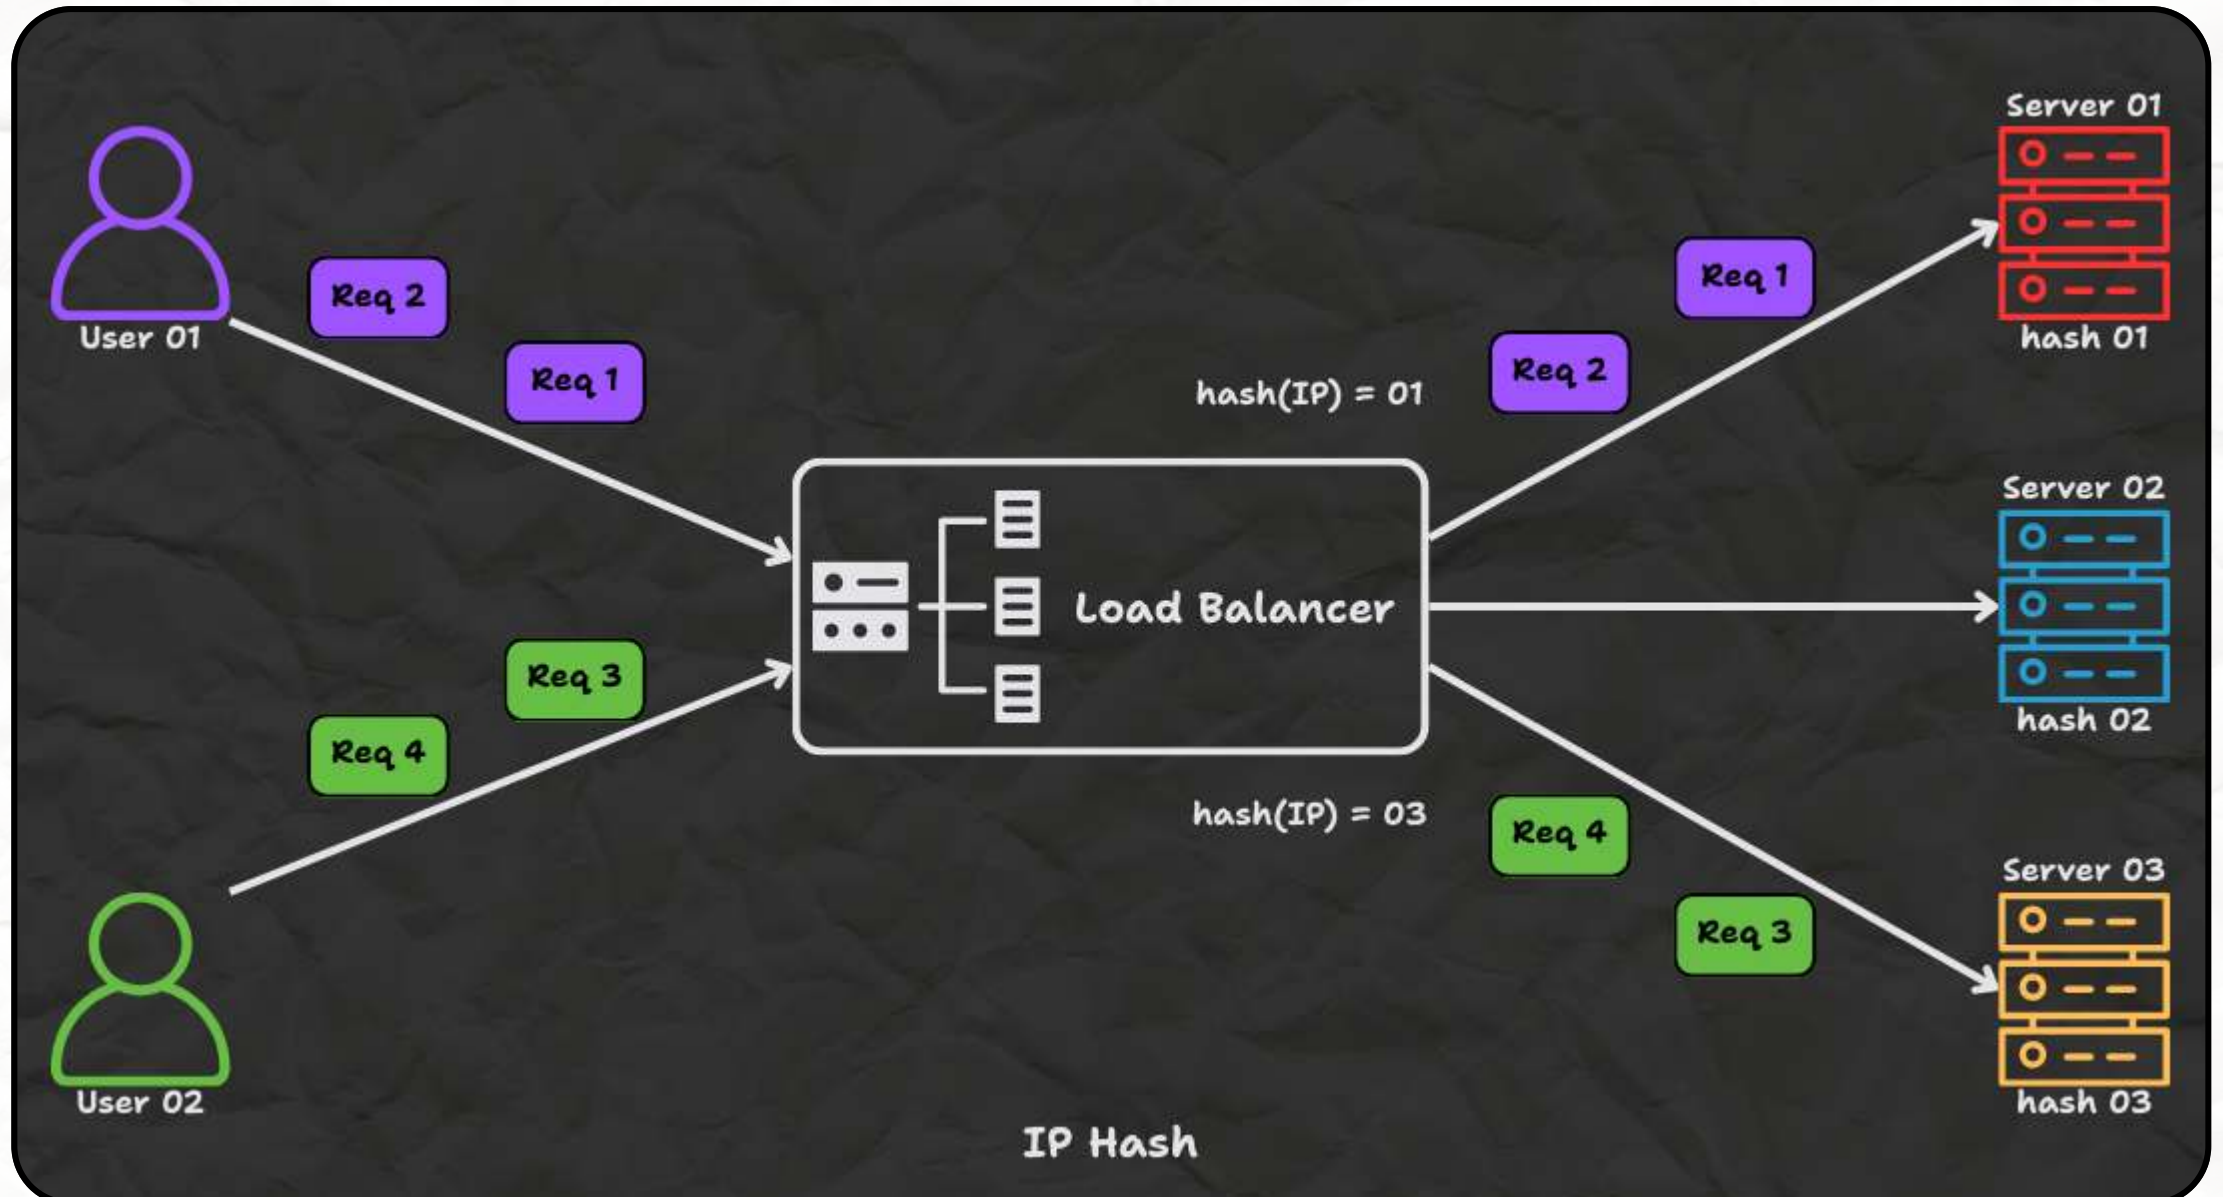 Server 01
Req 2
Req 1
User 01
Req 1
Req 2
hash(IP) = 01
hash 01
Server 02
Load Balancer
hash 02
Req 3
Req 4
hash(IP) = 03
Req 4
Req 3
Server 03
hash 03
User 02
IP Hash